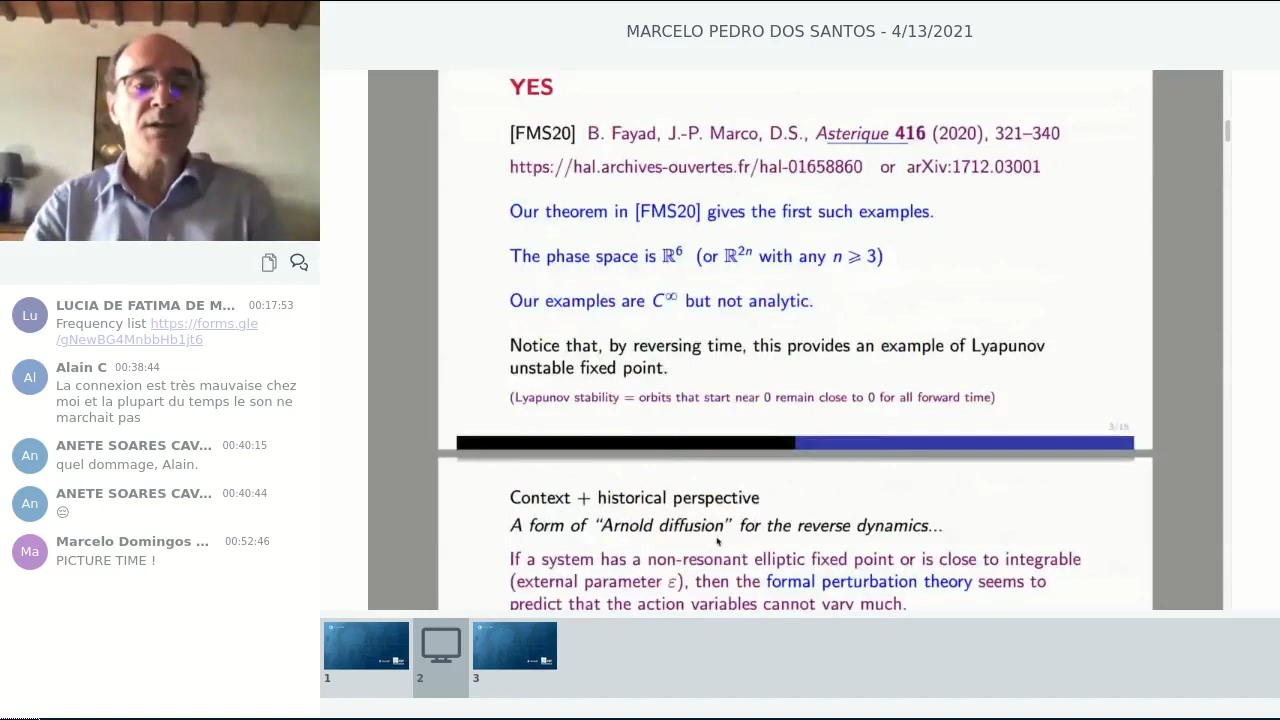 MARCELO PEDRO DOS SANTOS - 4/13/2021
LUCIA DE FATIMA DE M... 00:17:53
Frequency list https://forms.gle
/gNewBG4MnbbHb1jt6
Alain C 00:38:44
La connexion est très mauvaise chez
moi et la plupart du temps le son ne
marchait pas
ANETE SOARES CAV... 00:40:15
quel dommage, Alain.
ANETE SOARES CAV... 00:40:44
😔
Marcelo Domingos ... 00:52:46
PICTURE TIME !
Lu
Al
An
An
Ma
YES
[FMS20] B. Fayad, J.-P. Marco, D.S., Asterique 416 (2020), 321–340
https://hal.archives-ouvertes.fr/hal-01658860 or arXiv:1712.03001
Our theorem in [FMS20] gives the first such examples.
The phase space is ℝ⁶ (or ℝ²ⁿ with any n ⩾ 3)
Our examples are C^∞ but not analytic.
Notice that, by reversing time, this provides an example of Lyapunov
unstable fixed point.
(Lyapunov stability = orbits that start near 0 remain close to 0 for all forward time)
3/15
Context + historical perspective
A form of “Arnold diffusion” for the reverse dynamics...
If a system has a non-resonant elliptic fixed point or is close to integrable
(external parameter ε), then the formal perturbation theory seems to
predict that the action variables cannot vary much.
1
2
3